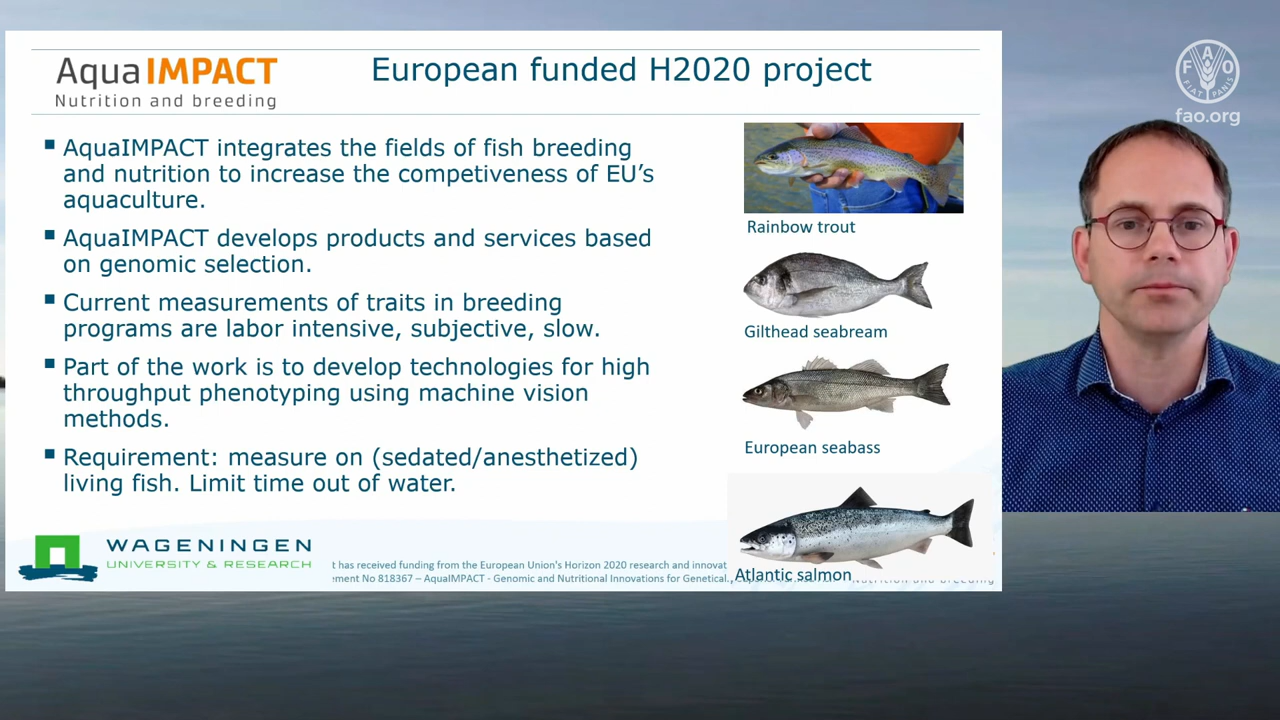 AquaIMPACT
Nutrition and breeding
European funded H2020 project
AquaIMPACT integrates the fields of fish breeding
and nutrition to increase the competiveness of EU's
aquaculture.
AquaIMPACT develops products and services based
on genomic selection.
Current measurements of traits in breeding
programs are labor intensive, subjective, slow.
Part of the work is to develop technologies for high
throughput phenotyping using machine vision
methods.
Requirement: measure on (sedated/anesthetized)
living fish. Limit time out of water.
Rainbow trout
Gilthead seabream
European seabass
Atlantic salmon
WAGENINGEN
UNIVERSITY & RESEARCH
t has received funding from the European Union's Horizon 2020 research and innovat
ement No 818367 – AquaIMPACT - Genomic and Nutritional Innovations for Genetical
Nutrition and breeding
F A O
FIAT PANIS
fao.org